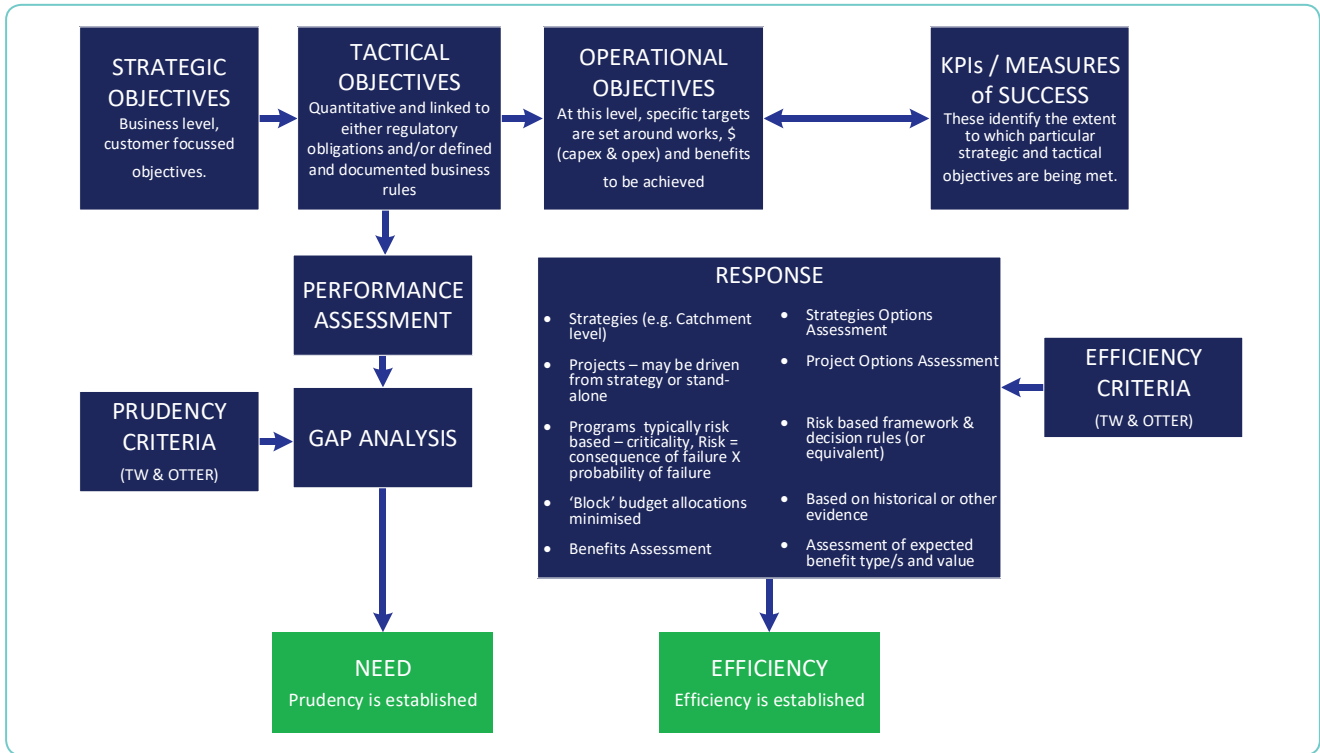 STRATEGIC
OBJECTIVES
Business level,
customer focussed
objectives.
TACTICAL
OBJECTIVES
Quantitative and linked to
either regulatory
obligations and/or defined
and documented business
rules
OPERATIONAL
OBJECTIVES
At this level, specific targets
are set around works, $
(capex & opex) and benefits
to be achieved
KPIs / MEASURES
of SUCCESS
These identify the extent
to which particular
strategic and tactical
objectives are being met.
PERFORMANCE
ASSESSMENT
PRUDENCY
CRITERIA
(TW & OTTER)
GAP ANALYSIS
RESPONSE
• Strategies (e.g. Catchment
level)
• Projects – may be driven
from strategy or stand-
alone
• Programs typically risk
based – criticality, Risk =
consequence of failure X
probability of failure
• ‘Block’ budget allocations
minimised
• Benefits Assessment
• Strategies Options
Assessment
• Project Options Assessment
• Risk based framework &
decision rules (or
equivalent)
• Based on historical or other
evidence
• Assessment of expected
benefit type/s and value
EFFICIENCY
CRITERIA
(TW & OTTER)
NEED
Prudency is established
EFFICIENCY
Efficiency is established